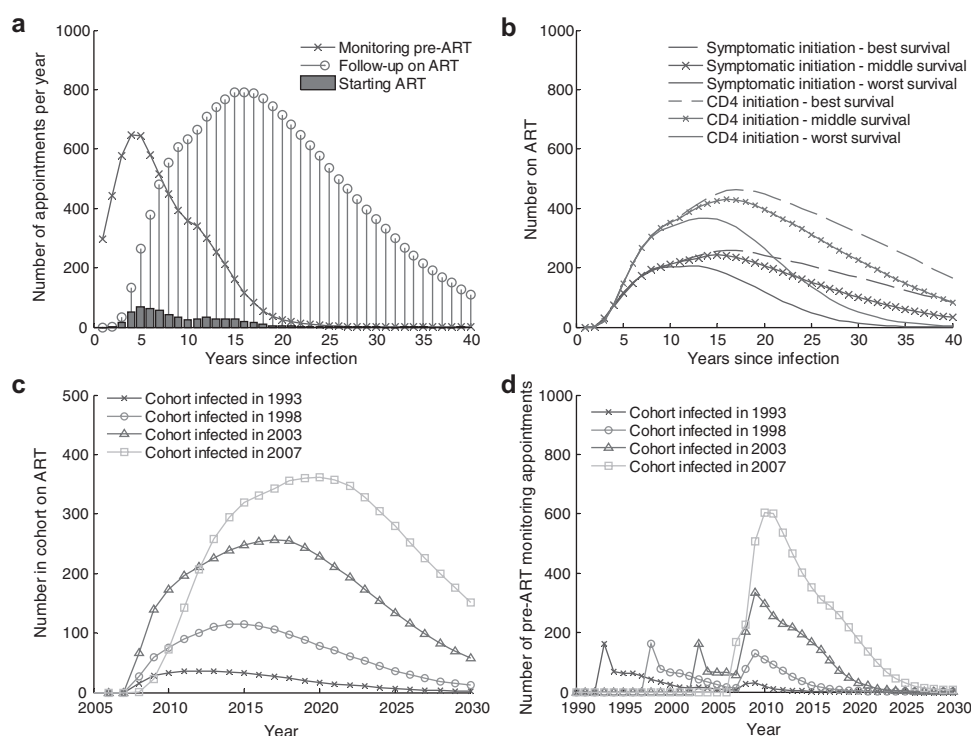 a
1000
800
600
400
200
0
Number of appointments per year
Monitoring pre-ART
Follow-up on ART
Starting ART
0 5 10 15 20 25 30 35 40
Years since infection
b
1000
800
600
400
200
0
Number on ART
Symptomatic initiation - best survival
Symptomatic initiation - middle survival
Symptomatic initiation - worst survival
CD4 initiation - best survival
CD4 initiation - middle survival
CD4 initiation - worst survival
0 5 10 15 20 25 30 35 40
Years since infection
c
500
400
300
200
100
0
Number in cohort on ART
Cohort infected in 1993
Cohort infected in 1998
Cohort infected in 2003
Cohort infected in 2007
2005 2010 2015 2020 2025 2030
Year
d
1000
800
600
400
200
0
Number of pre-ART monitoring appointments
Cohort infected in 1993
Cohort infected in 1998
Cohort infected in 2003
Cohort infected in 2007
1990 1995 2000 2005 2010 2015 2020 2025 2030
Year